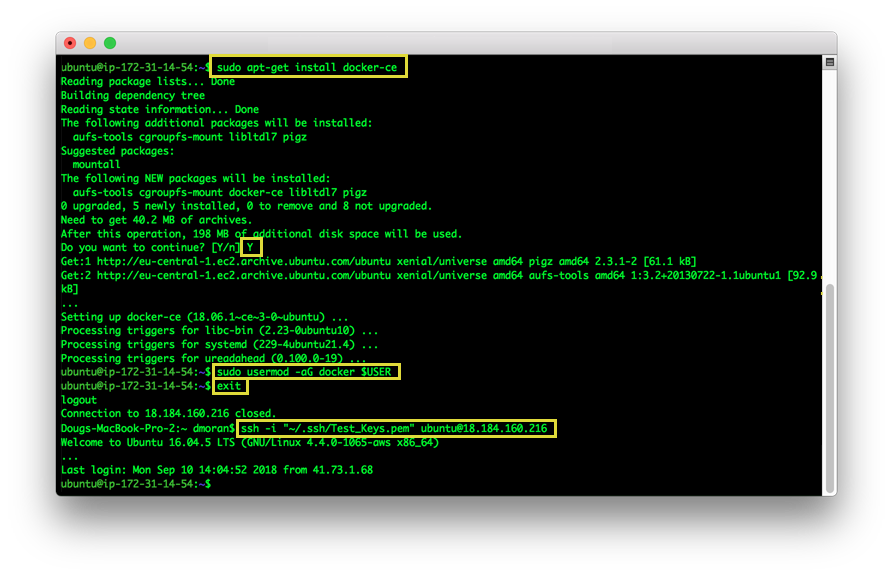 ubuntu@ip-172-31-14-54:~$ sudo apt-get install docker-ce
Reading package lists... Done
Building dependency tree
Reading state information... Done
The following additional packages will be installed:
  aufs-tools cgroupfs-mount libltdl7 pigz
Suggested packages:
  mountall
The following NEW packages will be installed:
  aufs-tools cgroupfs-mount docker-ce libltdl7 pigz
0 upgraded, 5 newly installed, 0 to remove and 8 not upgraded.
Need to get 40.2 MB of archives.
After this operation, 198 MB of additional disk space will be used.
Do you want to continue? [Y/n] Y
Get:1 http://eu-central-1.ec2.archive.ubuntu.com/ubuntu xenial/universe amd64 pigz amd64 2.3.1-2 [61.1 kB]
Get:2 http://eu-central-1.ec2.archive.ubuntu.com/ubuntu xenial/universe amd64 aufs-tools amd64 1:3.2+20130722-1.1ubuntu1 [92.9
kB]
...
Setting up docker-ce (18.06.1~ce~3-0~ubuntu) ...
Processing triggers for libc-bin (2.23-0ubuntu10) ...
Processing triggers for systemd (229-4ubuntu21.4) ...
Processing triggers for ureadahead (0.100.0-19) ...
ubuntu@ip-172-31-14-54:~$ sudo usermod -aG docker $USER
ubuntu@ip-172-31-14-54:~$ exit
logout
Connection to 18.184.160.216 closed.
Dougs-MacBook-Pro-2:~ dmoran$ ssh -i "~/.ssh/Test_Keys.pem" ubuntu@18.184.160.216
Welcome to Ubuntu 16.04.5 LTS (GNU/Linux 4.4.0-1065-aws x86_64)
...
Last login: Mon Sep 10 14:04:52 2018 from 41.73.1.68
ubuntu@ip-172-31-14-54:~$